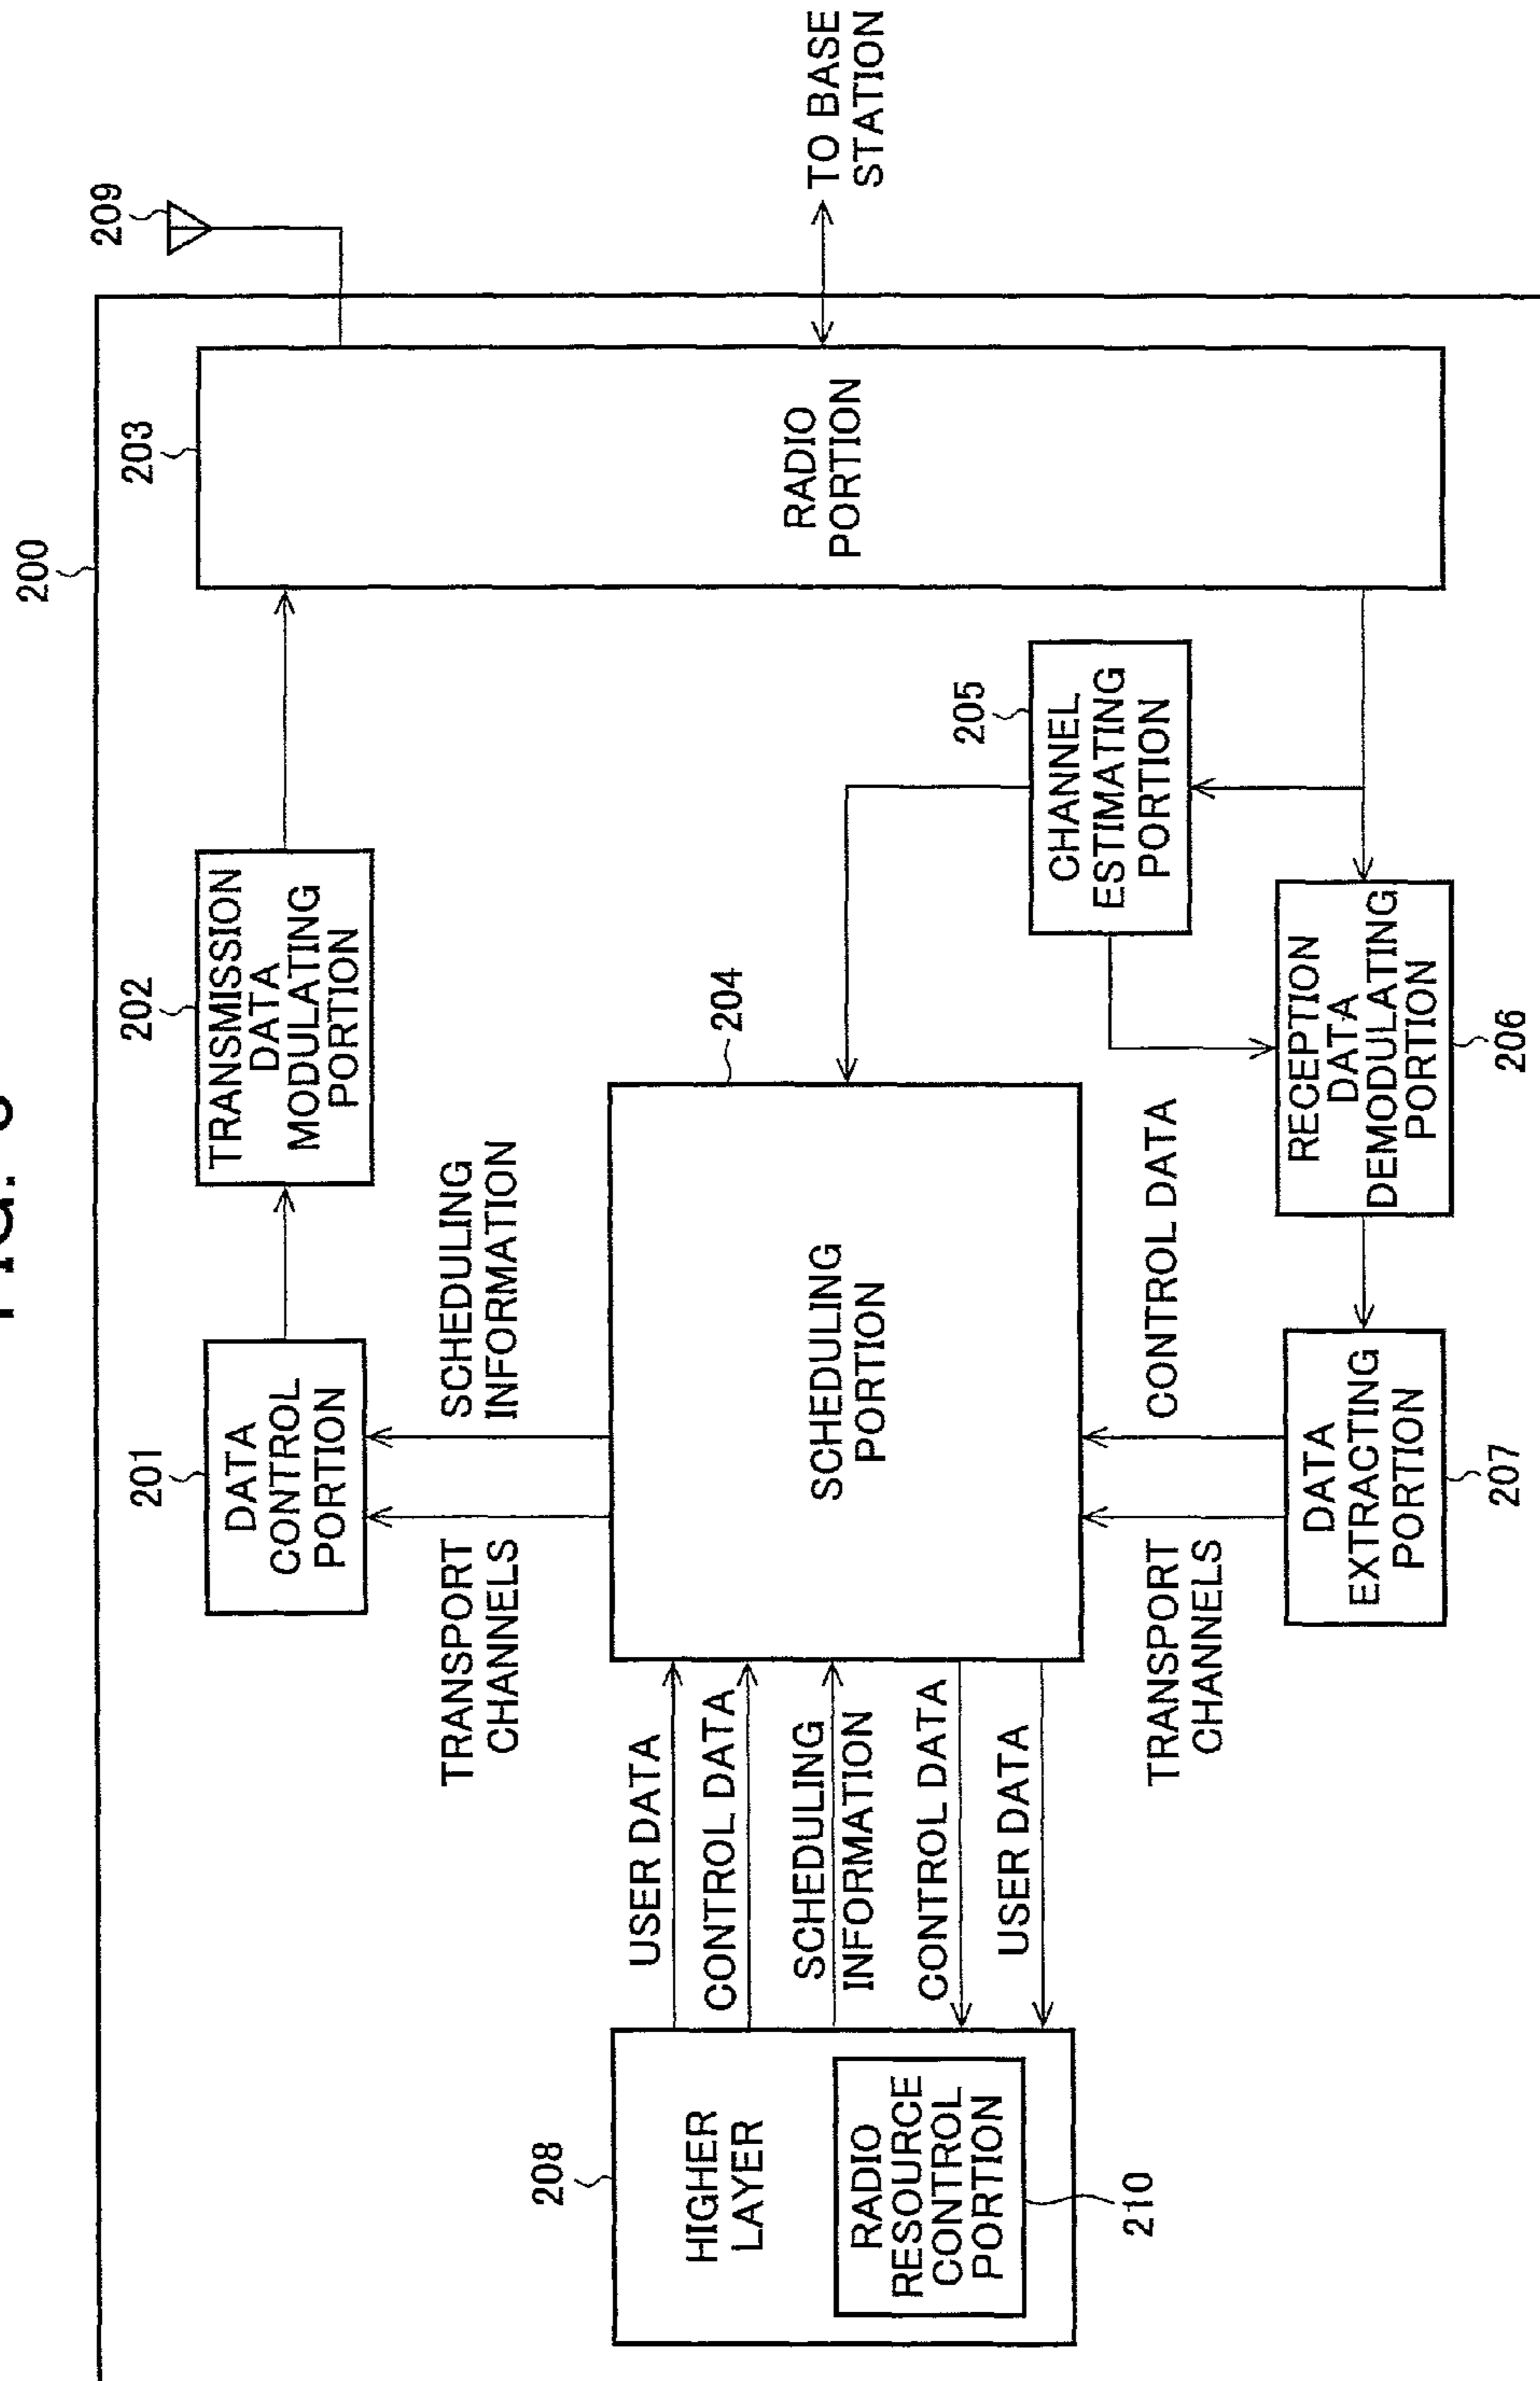 200
209
203
202
201
TRANSMISSION
DATA
MODULATING
PORTION
DATA
CONTROL
PORTION
RADIO
PORTION
TO BASE
STATION
TRANSPORT
CHANNELS
SCHEDULING
INFORMATION
208
204
205
HIGHER
LAYER
RADIO
RESOURCE
CONTROL
PORTION
210
USER DATA
CONTROL DATA
SCHEDULING
INFORMATION
CONTROL DATA
USER DATA
SCHEDULING
PORTION
CHANNEL
ESTIMATING
PORTION
TRANSPORT
CHANNELS
CONTROL DATA
DATA
EXTRACTING
PORTION
207
RECEPTION
DATA
DEMODULATING
PORTION
206